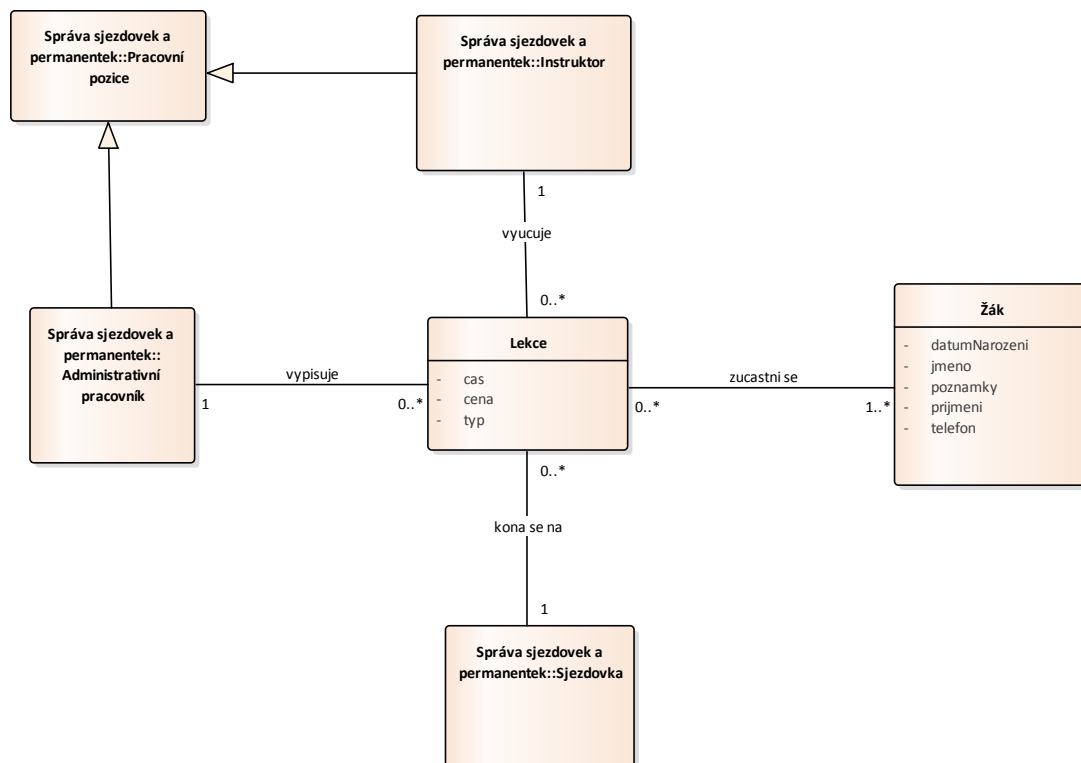 Správa sjezdovek a
permanentek::Pracovní
pozice
Správa sjezdovek a
permanentek::Instruktor
1
vyucuje
0..*
Správa sjezdovek a
permanentek::
Administrativní
pracovník
1
vypisuje
0..*
Lekce
- cas
- cena
- typ
0..*
zucastni se
1..*
Žák
- datumNarozeni
- jmeno
- poznamky
- prijmeni
- telefon
0..*
kona se na
1
Správa sjezdovek a
permanentek::Sjezdovka